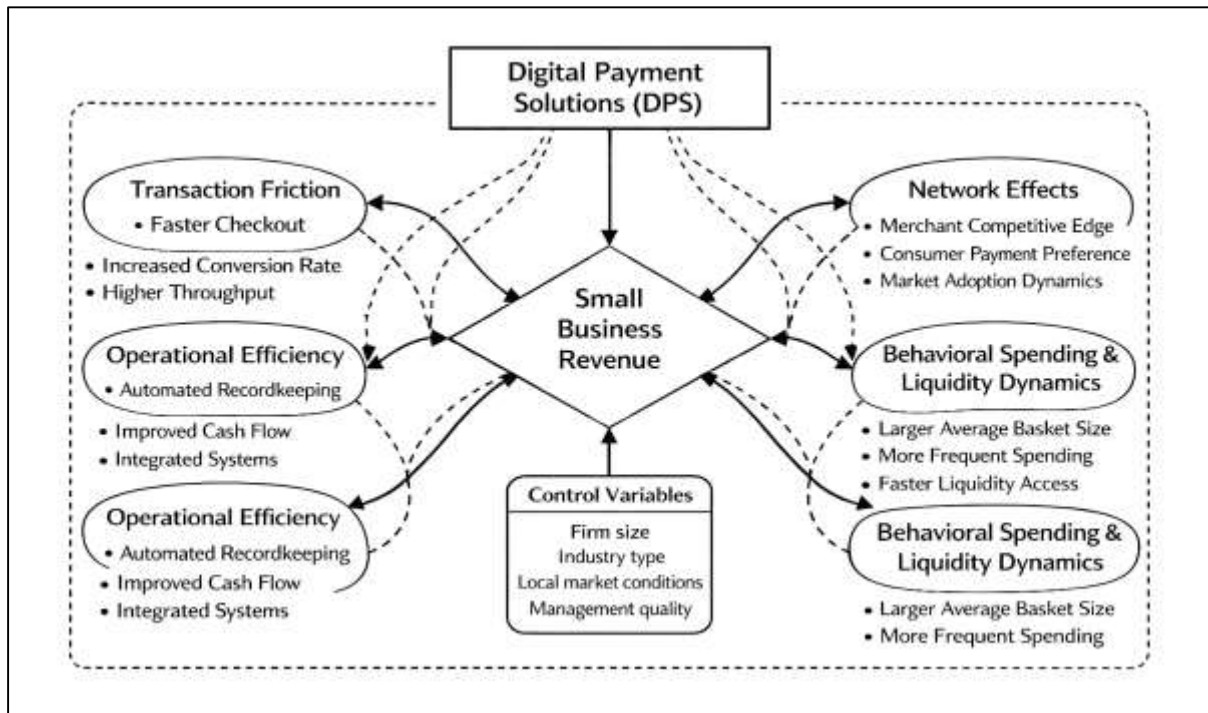 Digital Payment
Solutions (DPS)
Transaction Friction
• Faster Checkout
• Increased Conversion Rate
• Higher Throughput
Operational Efficiency
• Automated Recordkeeping
• Improved Cash Flow
• Integrated Systems
Operational Efficiency
• Automated Recordkeeping
• Improved Cash Flow
• Integrated Systems
Small
Business
Revenue
Control Variables
Firm size
Industry type
Local market conditions
Management quality
Network Effects
• Merchant Competitive Edge
• Consumer Payment Preference
• Market Adoption Dynamics
Behavioral Spending &
Liquidity Dynamics
• Larger Average Basket Size
• More Frequent Spending
• Faster Liquidity Access
Behavioral Spending &
Liquidity Dynamics
• Larger Average Basket Size
• More Frequent Spending